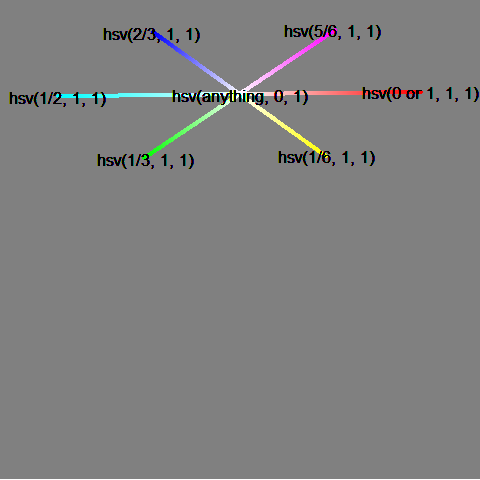 hsv(2/3, 1, 1)
hsv(5/6, 1, 1)
hsv(1/2, 1, 1)
hsv(anything, 0, 1)
hsv(0 or 1, 1, 1)
hsv(1/3, 1, 1)
hsv(1/6, 1, 1)